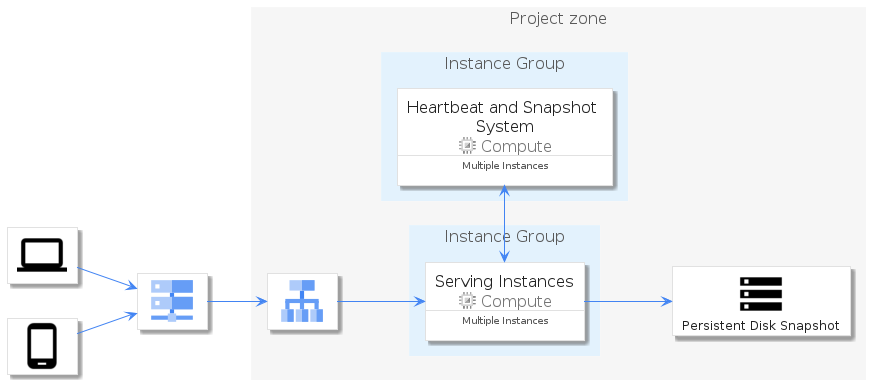 Project zone
Instance Group
Heartbeat and Snapshot
System
Compute
Multiple Instances
Instance Group
Serving Instances
Compute
Multiple Instances
Persistent Disk Snapshot